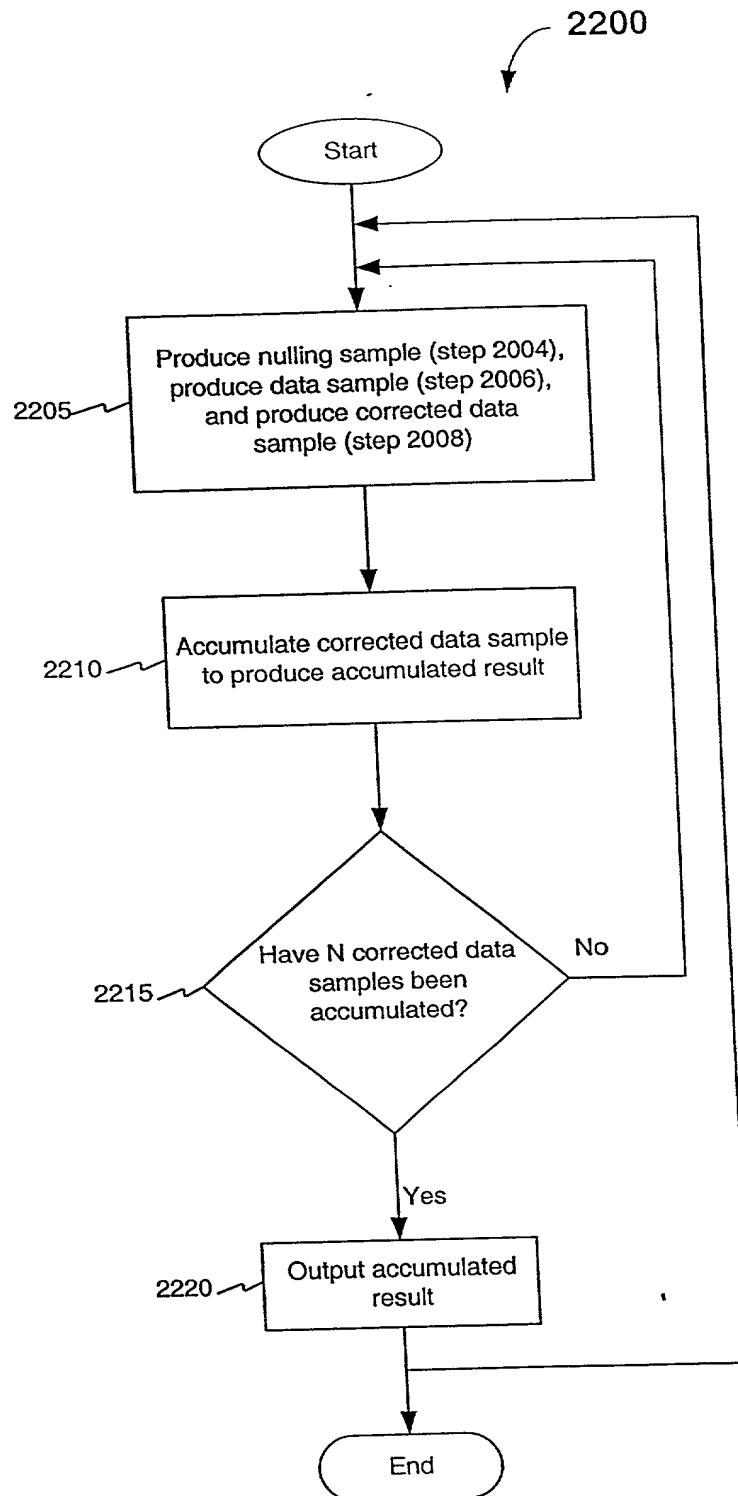 2200
Start
Produce nulling sample (step 2004),
produce data sample (step 2006),
and produce corrected data
sample (step 2008)
2205
Accumulate corrected data sample
to produce accumulated result
2210
Have N corrected data
samples been
accumulated?
No
2215
Yes
Output accumulated
result
2220
End